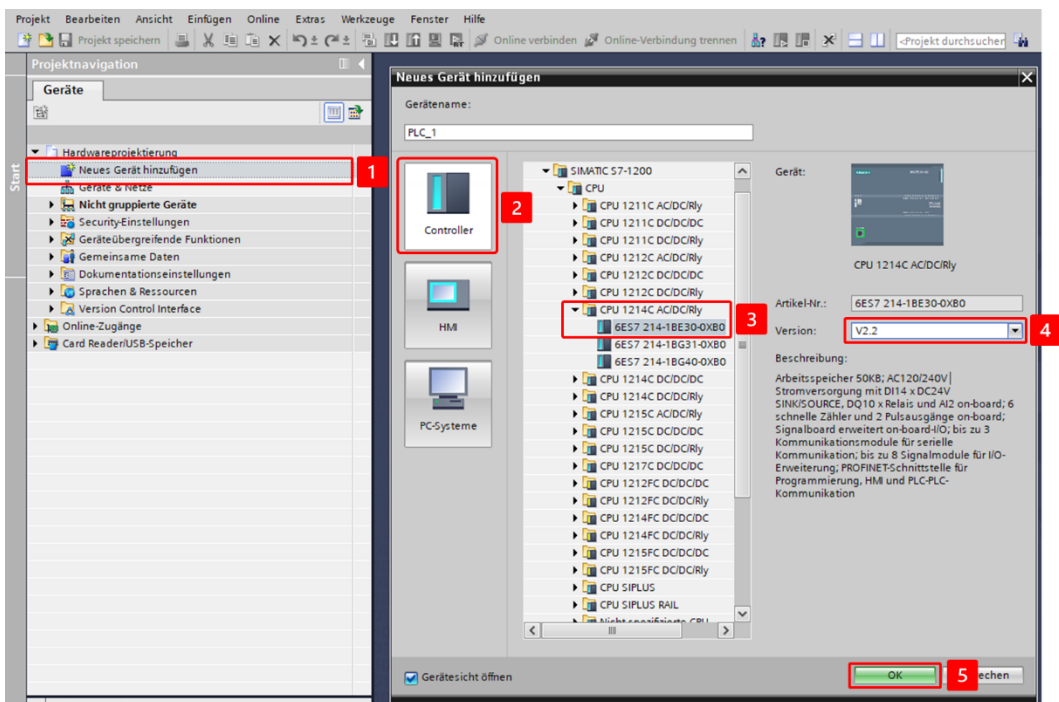 Projekt Bearbeiten Ansicht Einfügen Online Extras Werkzeuge Fenster Hilfe
Projekt speichern Online verbinden Online-Verbindung trennen <Projekt durchsuchen
Projektnavigation
Geräte
Start
Hardwareprojektierung
Neues Gerät hinzufügen
1
Geräte & Netze
Nicht gruppierte Geräte
Security-Einstellungen
Geräteübergreifende Funktionen
Gemeinsame Daten
Dokumentationseinstellungen
Sprachen & Ressourcen
Version Control Interface
Online-Zugänge
Card Reader/USB-Speicher
Neues Gerät hinzufügen
Gerätename:
PLC_1
Controller
2
HMI
PC-Systeme
SIMATIC S7-1200
CPU
CPU 1211C AC/DC/Rly
CPU 1211C DC/DC/DC
CPU 1211C DC/DC/Rly
CPU 1212C AC/DC/Rly
CPU 1212C DC/DC/DC
CPU 1212C DC/DC/Rly
CPU 1214C AC/DC/Rly
6ES7 214-1BE30-0XB0
3
6ES7 214-1BG31-0XB0
6ES7 214-1BG40-0XB0
CPU 1214C DC/DC/DC
CPU 1214C DC/DC/Rly
CPU 1215C AC/DC/Rly
CPU 1215C DC/DC/DC
CPU 1215C DC/DC/Rly
CPU 1217C DC/DC/DC
CPU 1212FC DC/DC/DC
CPU 1212FC DC/DC/Rly
CPU 1214FC DC/DC/DC
CPU 1214FC DC/DC/Rly
CPU 1215FC DC/DC/DC
CPU 1215FC DC/DC/Rly
CPU SIPLUS
CPU SIPLUS RAIL
Nicht spezifizierte CPU
Gerät:
CPU 1214C AC/DC/Rly
Artikel-Nr.: 6ES7 214-1BE30-0XB0
Version: V2.2
4
Beschreibung:
Arbeitsspeicher 50KB; AC120/240V
Stromversorgung mit DI14 x DC24V
SINK/SOURCE, DQ10 x Relais und AI2 on-board; 6
schnelle Zähler und 2 Pulsausgänge on-board;
Signalboard erweitert on-board-I/O; bis zu 3
Kommunikationsmodule für serielle
Kommunikation; bis zu 8 Signalmodule für I/O-
Erweiterung; PROFINET-Schnittstelle für
Programmierung, HMI und PLC-PLC-
Kommunikation
Gerätesicht öffnen
OK
5
echen